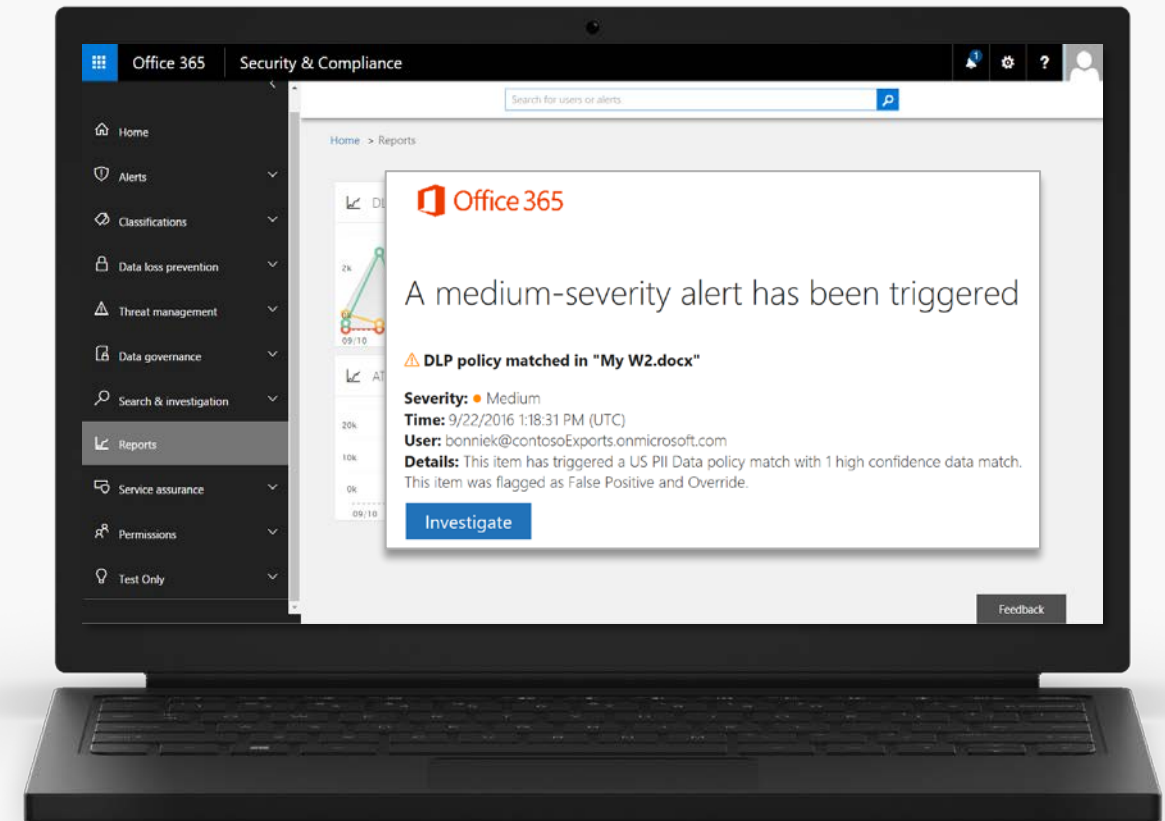 Office 365 Security & Compliance 1 ?
Search for users or alerts
Home
Alerts
Classifications
Data loss prevention
Threat management
Data governance
Search & investigation
Reports
Service assurance
Permissions
Test Only
Home > Reports
2k
09/10
20k
10k
0k
09/10
Office 365
A medium-severity alert has been triggered
DLP policy matched in "My W2.docx"
Severity: Medium
Time: 9/22/2016 1:18:31 PM (UTC)
User: bonniek@contosoExports.onmicrosoft.com
Details: This item has triggered a US PII Data policy match with 1 high confidence data match.
This item was flagged as False Positive and Override.
Investigate
Feedback